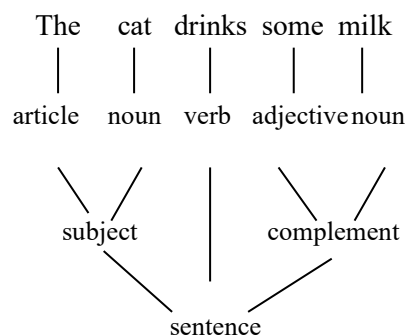 The cat drinks some milk
article noun verb adjective noun
subject complement
sentence